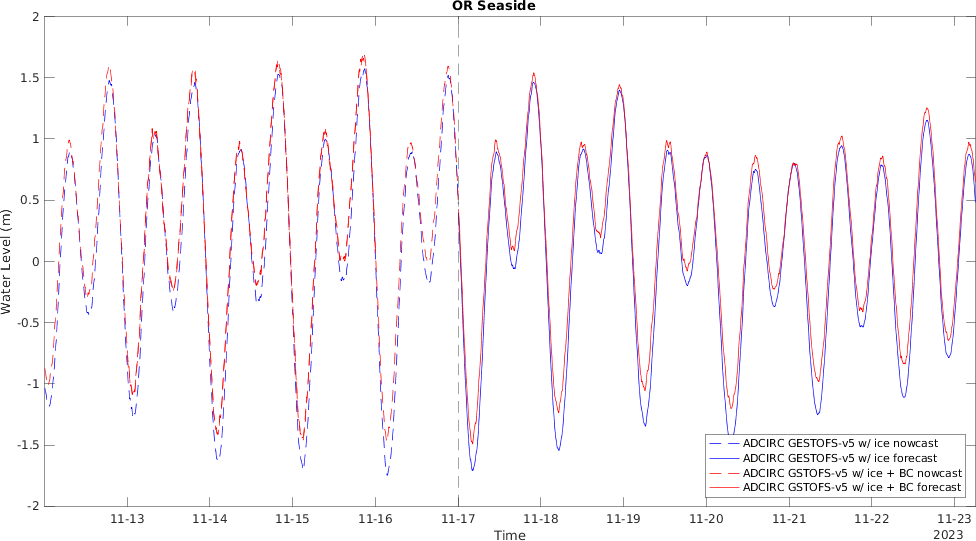 OR Seaside
2
1.5
1
0.5
0
-0.5
-1
-1.5
-2
Water Level (m)
11-13 11-14 11-15 11-16 11-17 11-18 11-19 11-20 11-21 11-22 11-23
2023
Time
ADCIRC GESTOFS-v5 w/ ice nowcast
ADCIRC GESTOFS-v5 w/ ice forecast
ADCIRC GSTOFS-v5 w/ ice + BC nowcast
ADCIRC GSTOFS-v5 w/ ice + BC forecast